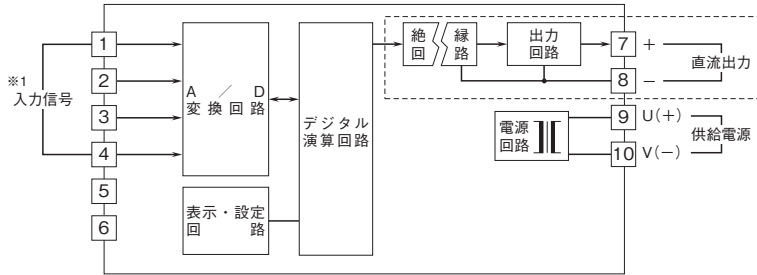 1
2
3
4
5
6
※1
入力信号
A／D
変換回路
表示・設定
回路
デジタル
演算回路
絶縁
回路
出力
回路
7 +
8 −
直流出力
電源
回路
9 U(+)
10 V(−)
供給電源